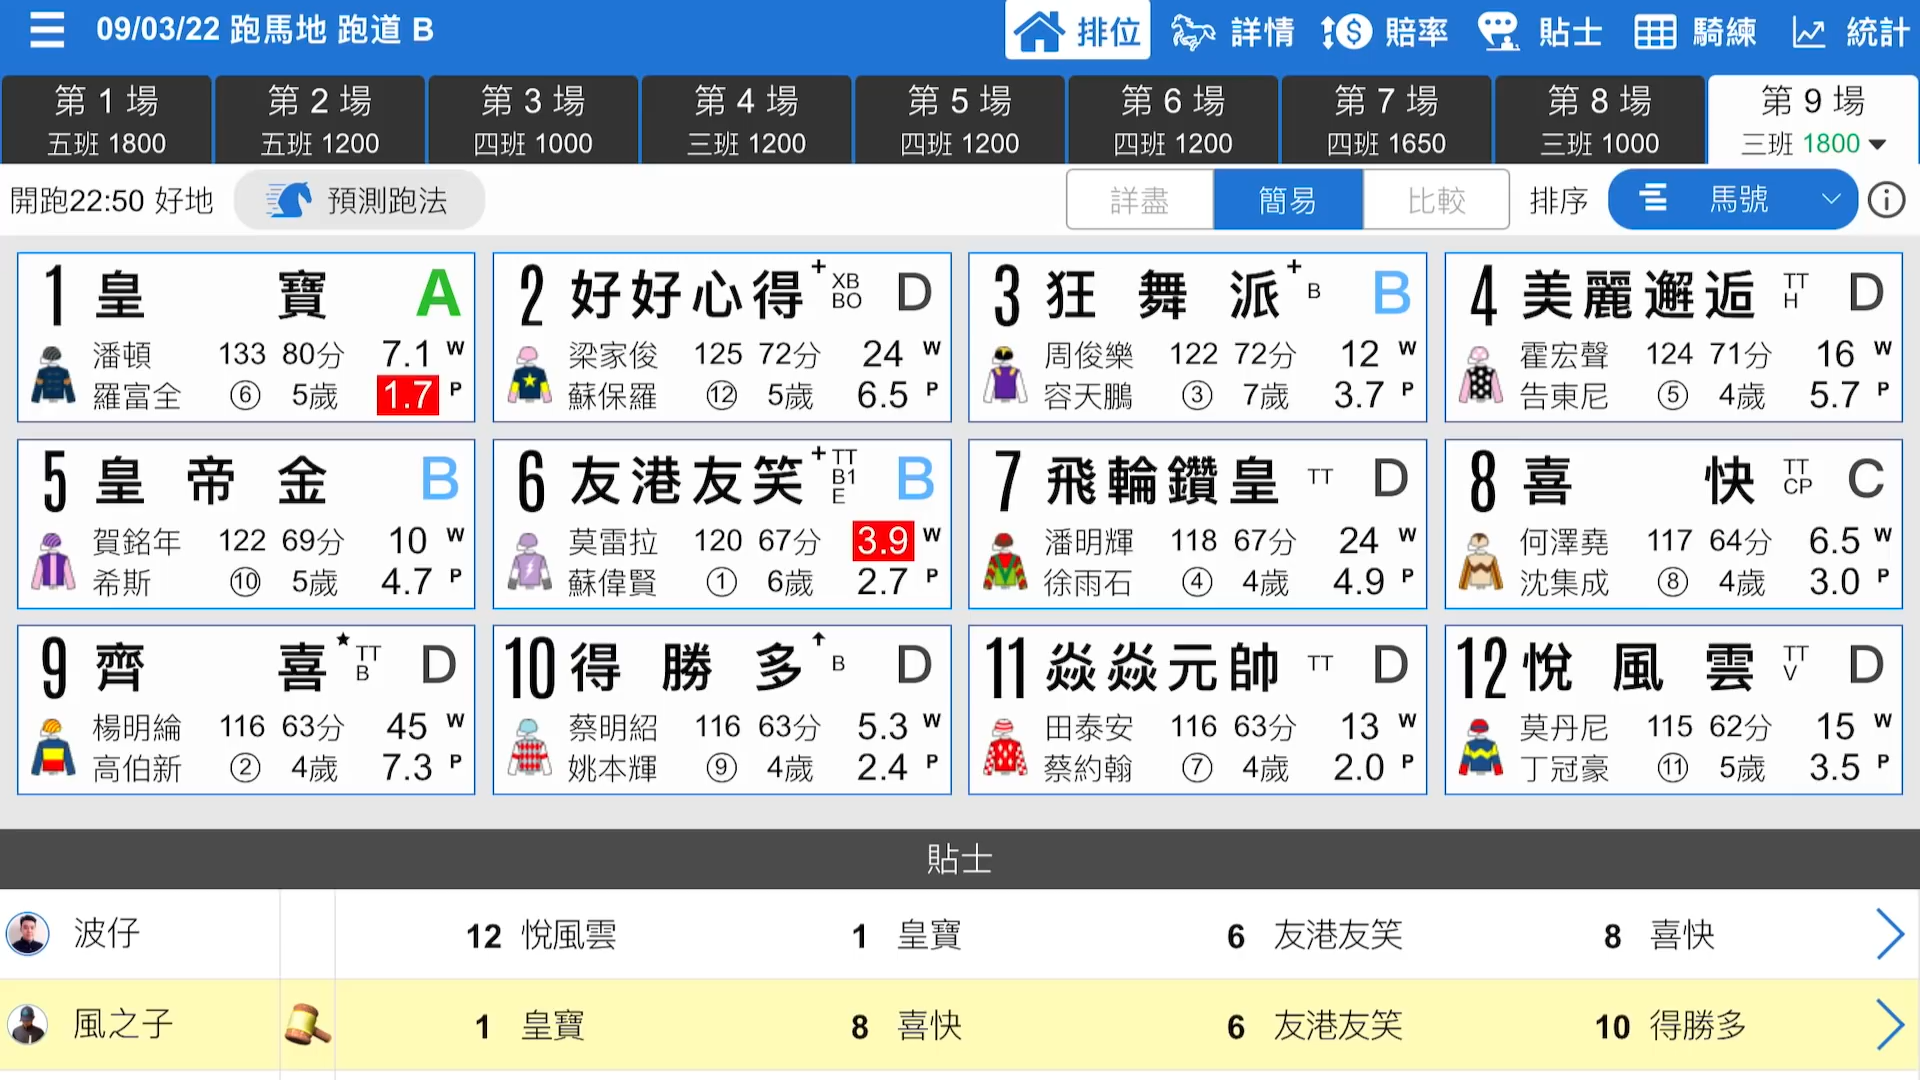 09/03/22 跑馬地 跑道 B
排位 詳情 賠率 貼士 騎練 統計
第 1 場 第 2 場 第 3 場 第 4 場 第 5 場 第 6 場 第 7 場 第 8 場 第 9 場
五班 1800 五班 1200 四班 1000 三班 1200 四班 1200 四班 1200 四班 1650 三班 1000 三班 1800
開跑22:50 好地 預測跑法 詳盡 簡易 比較 排序 馬號
1 皇寶 A
潘頓 133 80分 7.1 W
羅富全 ⑥ 5歲 1.7 P
2 好好心得 + XB BO D
梁家俊 125 72分 24 W
蘇保羅 ⑫ 5歲 6.5 P
3 狂舞派 + B B
周俊樂 122 72分 12 W
容天鵬 ③ 7歲 3.7 P
4 美麗邂逅 TT H D
霍宏聲 124 71分 16 W
告東尼 ⑤ 4歲 5.7 P
5 皇帝金 B
賀銘年 122 69分 10 W
希斯 ⑩ 5歲 4.7 P
6 友港友笑 + TT B1 E B
莫雷拉 120 67分 3.9 W
蘇偉賢 ① 6歲 2.7 P
7 飛輪鑽皇 TT D
潘明輝 118 67分 24 W
徐雨石 ④ 4歲 4.9 P
8 喜快 TT CP C
何澤堯 117 64分 6.5 W
沈集成 ⑧ 4歲 3.0 P
9 齊喜 ★ TT B D
楊明綸 116 63分 45 W
高伯新 ② 4歲 7.3 P
10 得勝多 ↑ B D
蔡明紹 116 63分 5.3 W
姚本輝 ⑨ 4歲 2.4 P
11 焱焱元帥 TT D
田泰安 116 63分 13 W
蔡約翰 ⑦ 4歲 2.0 P
12 悅風雲 TT V D
莫丹尼 115 62分 15 W
丁冠豪 ⑪ 5歲 3.5 P
貼士
波仔 12 悅風雲 1 皇寶 6 友港友笑 8 喜快
風之子 1 皇寶 8 喜快 6 友港友笑 10 得勝多